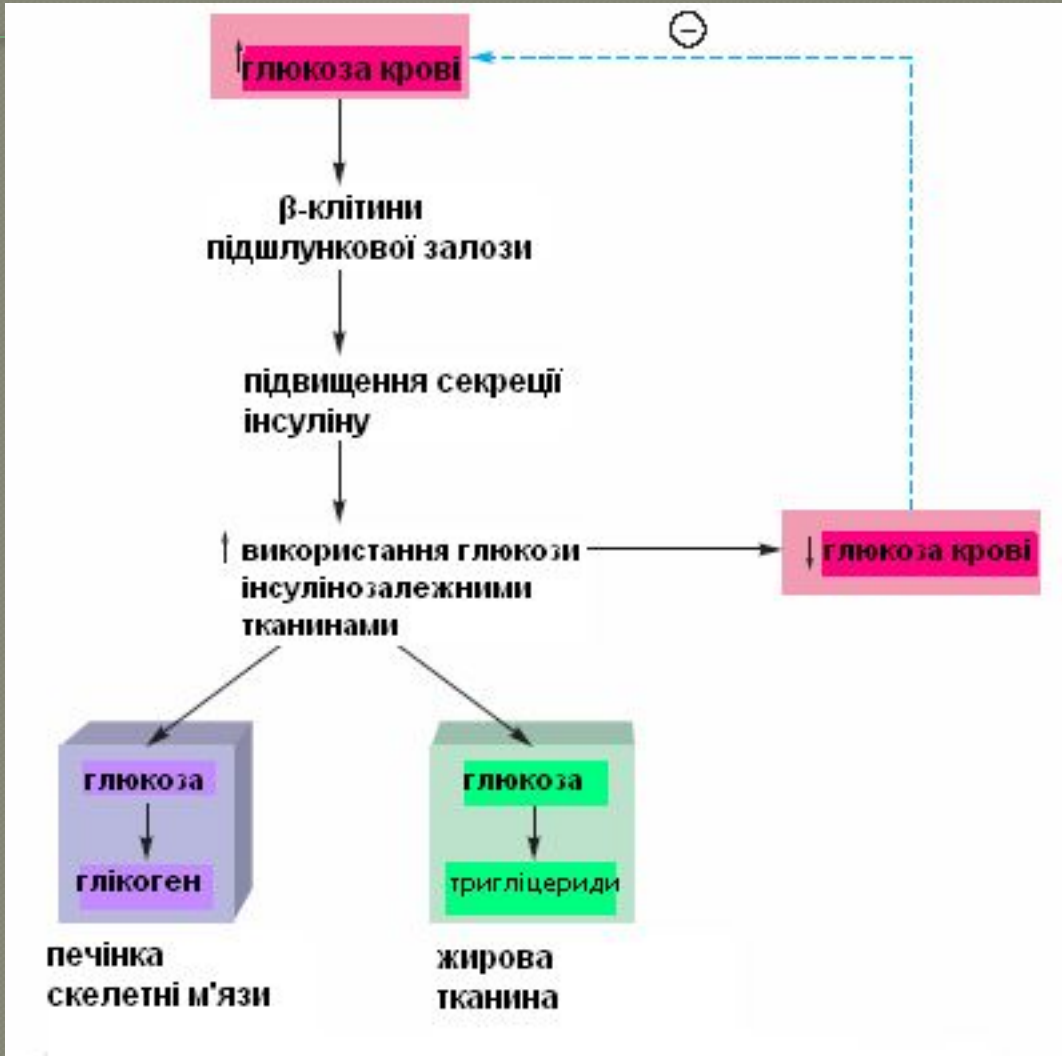 ↑глюкоза крові
−
β-клітини
підшлункової залози
підвищення секреції
інсуліну
↑ використання глюкози
інсулінозалежними
тканинами
↓ глюкоза крові
глюкоза
глікоген
печінка
скелетні м'язи
глюкоза
тригліцериди
жирова
тканина